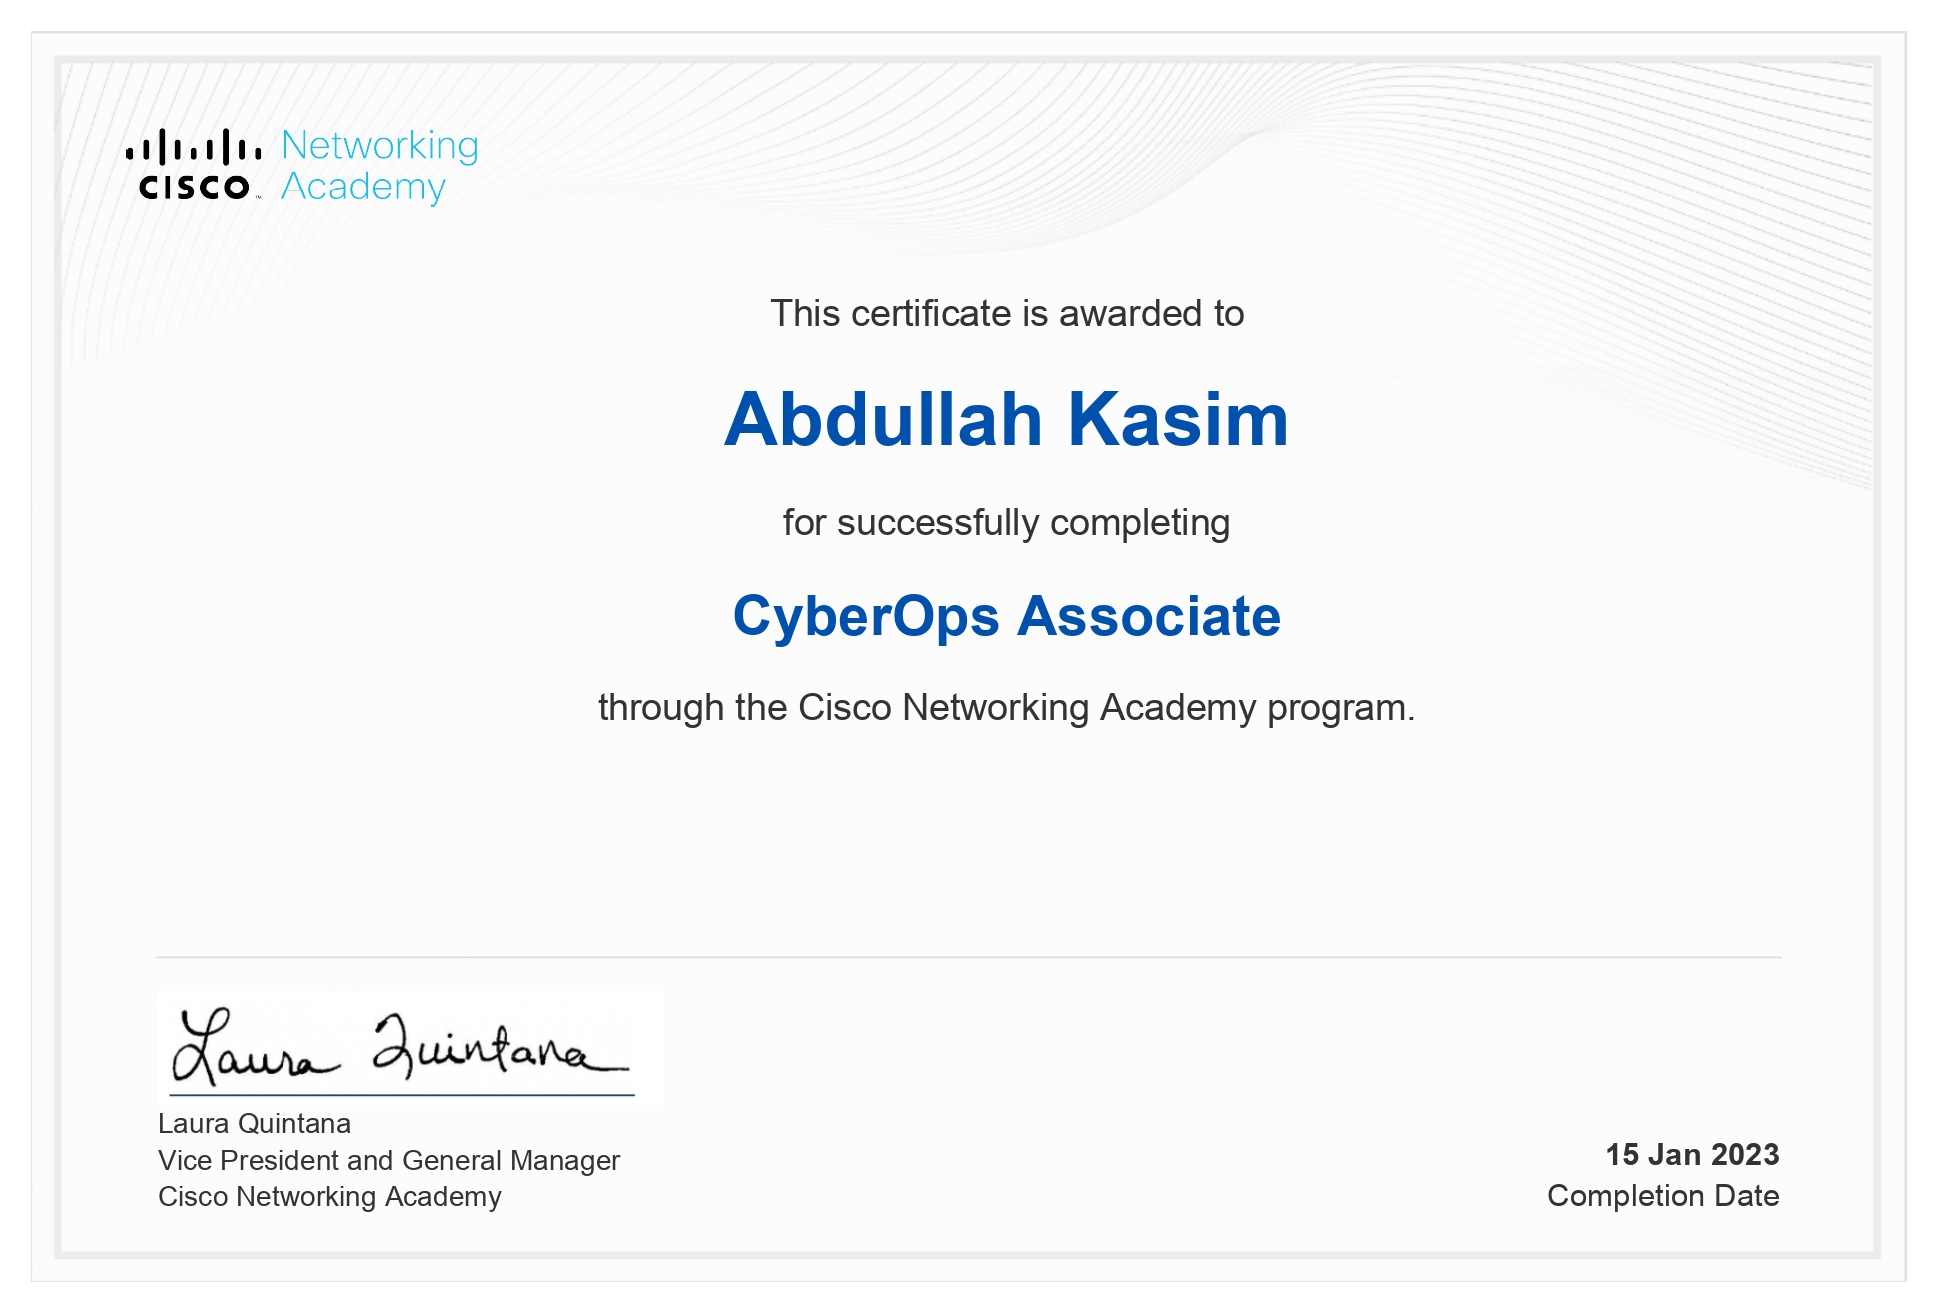 Networking
CISCO™ Academy
This certificate is awarded to
Abdullah Kasim
for successfully completing
CyberOps Associate
through the Cisco Networking Academy program.
Laura Quintana
Laura Quintana
Vice President and General Manager
Cisco Networking Academy
15 Jan 2023
Completion Date